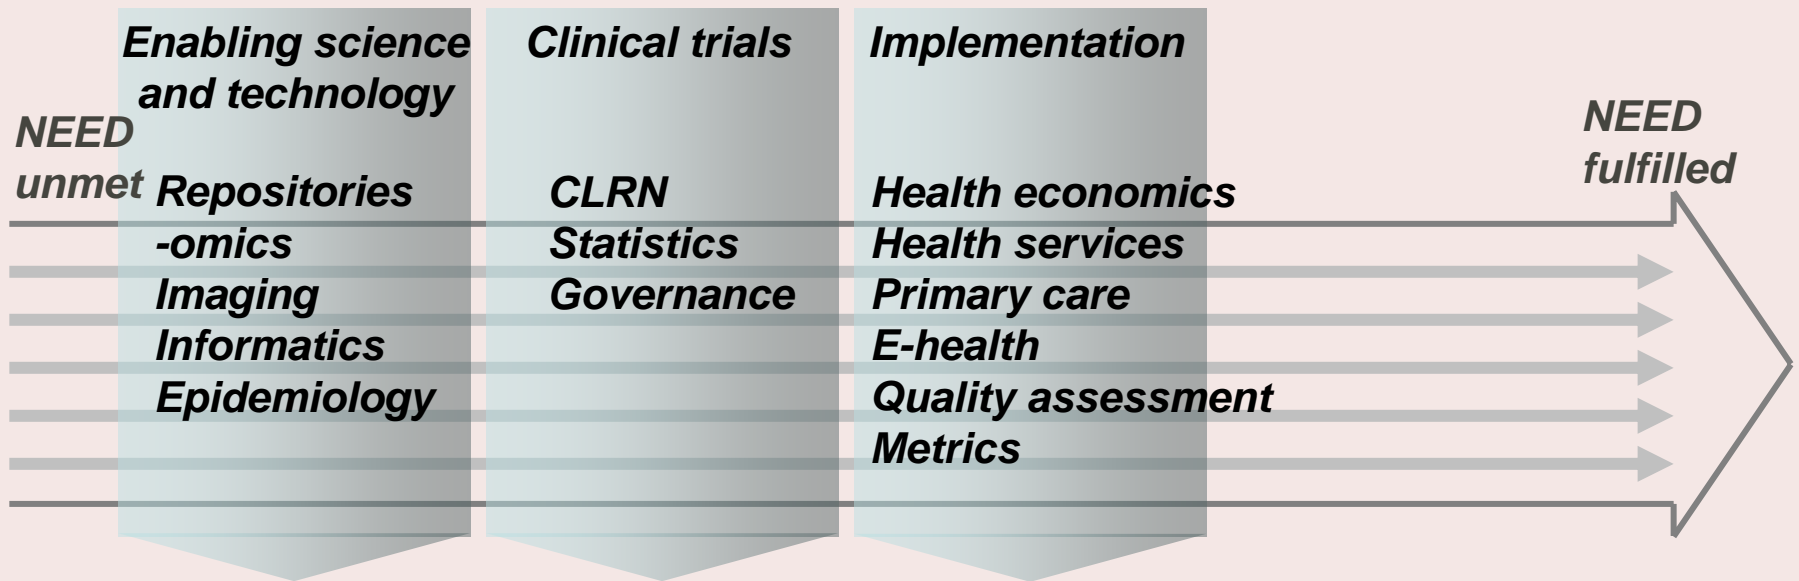 NEED
unmet
Enabling science
and technology
Repositories
-omics
Imaging
Informatics
Epidemiology
Clinical trials
CLRN
Statistics
Governance
Implementation
Health economics
Health services
Primary care
E-health
Quality assessment
Metrics
NEED
fulfilled